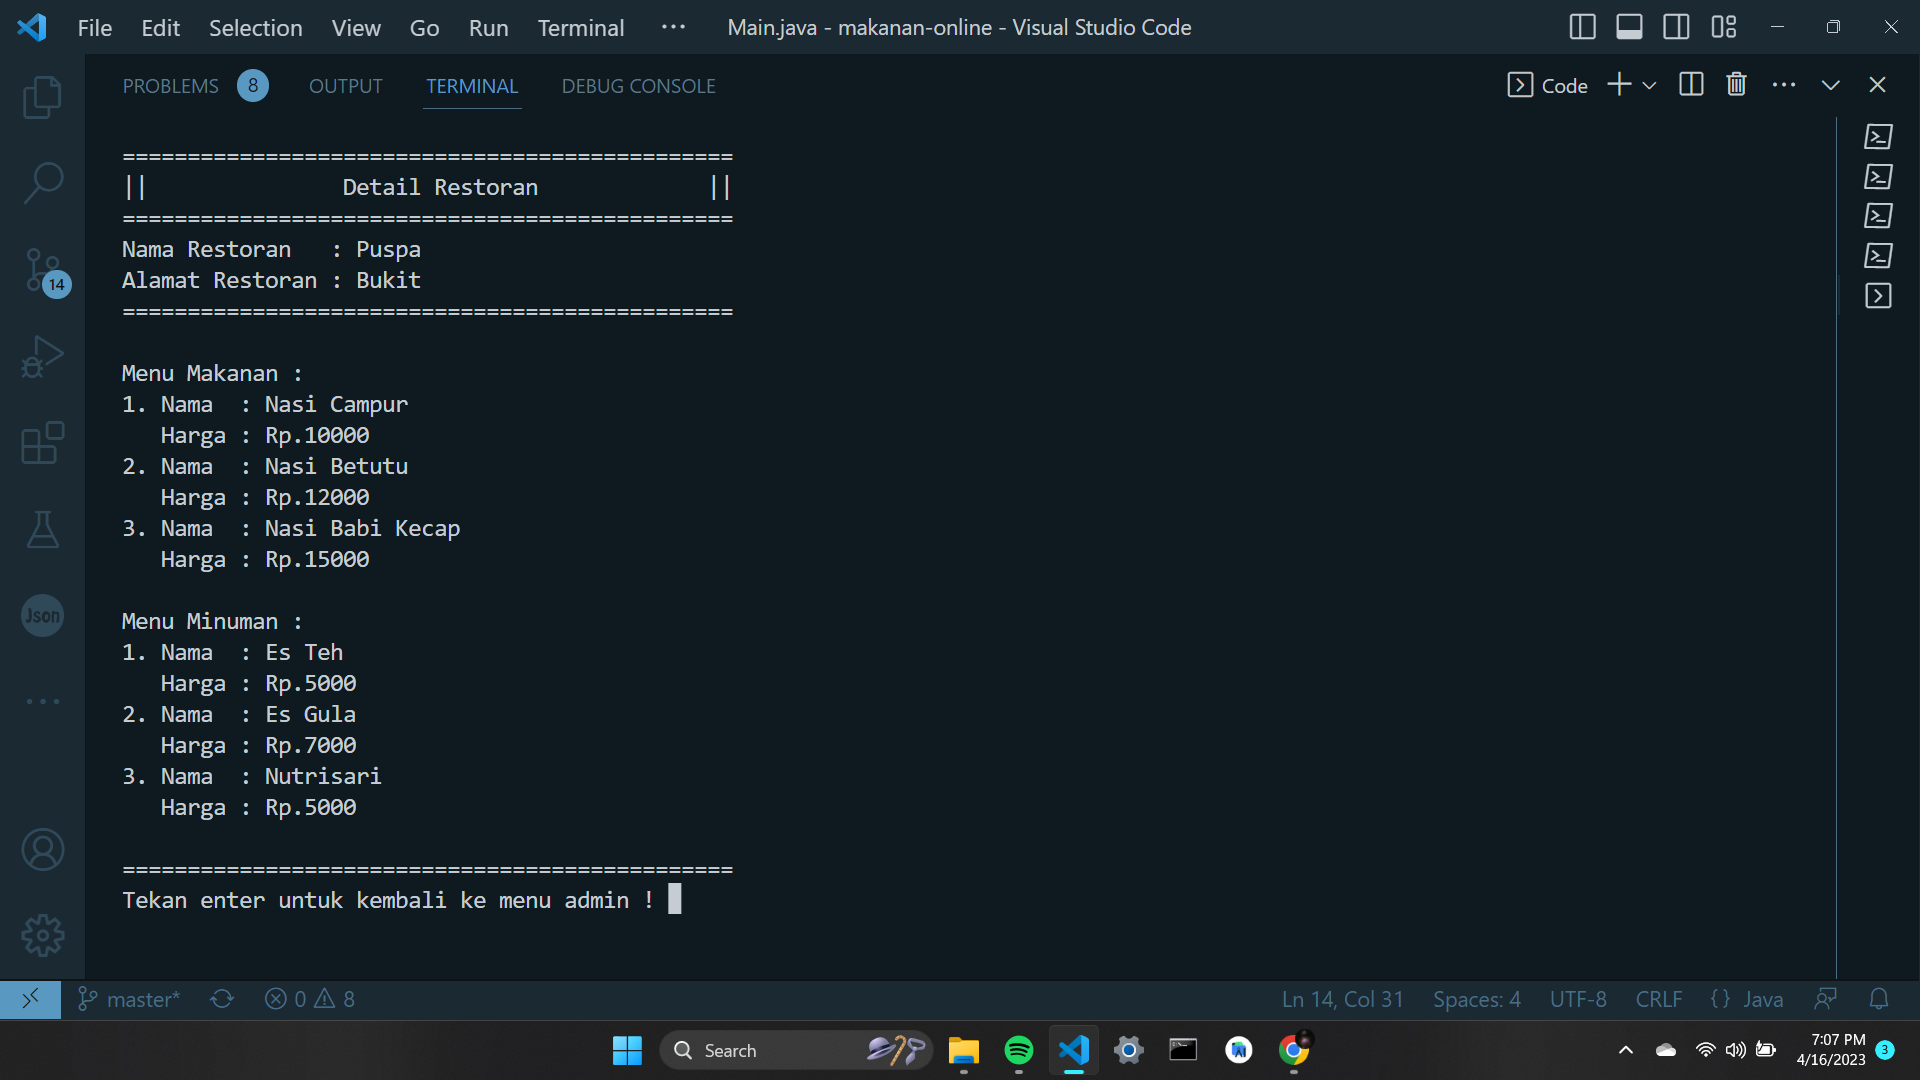 File Edit Selection View Go Run Terminal ··· Main.java - makanan-online - Visual Studio Code
PROBLEMS 8 OUTPUT TERMINAL DEBUG CONSOLE Code
===============================================
||               Detail Restoran             ||
===============================================
Nama Restoran   : Puspa
Alamat Restoran : Bukit
===============================================
14
Menu Makanan :
1. Nama  : Nasi Campur
   Harga : Rp.10000
2. Nama  : Nasi Betutu
   Harga : Rp.12000
3. Nama  : Nasi Babi Kecap
   Harga : Rp.15000
Json
Menu Minuman :
1. Nama  : Es Teh
   Harga : Rp.5000
2. Nama  : Es Gula
   Harga : Rp.7000
3. Nama  : Nutrisari
   Harga : Rp.5000
===============================================
Tekan enter untuk kembali ke menu admin !
master* 0 8 Ln 14, Col 31 Spaces: 4 UTF-8 CRLF {} Java
Search 7:07 PM
4/16/2023 3